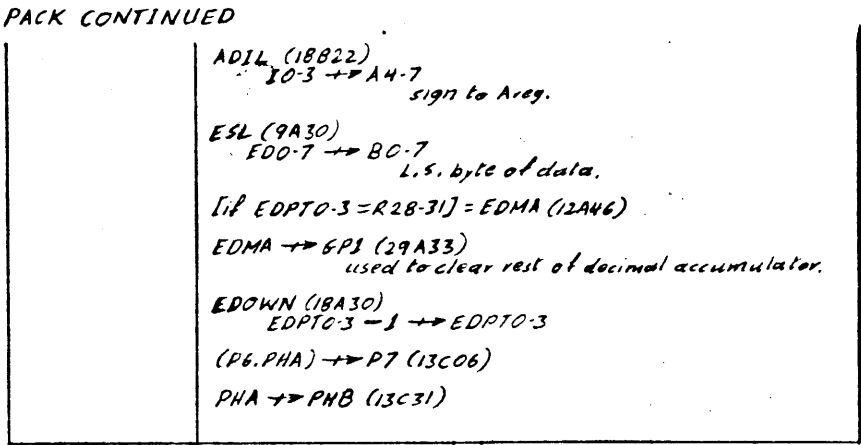 PACK CONTINUED
ADIL (18B22)
I0-3 +→ A4-7
sign to Areg.
ESL (9A30)
ED0-7 +→ B0-7
L.S. byte of data.
[if EDPT0-3 = R28-31] = EDMA (12A46)
EDMA +→ GP1 (29A33)
used to clear rest of decimal accumulator.
EDOWN (18A30)
EDPT0-3 - 1 +→ EDPT0-3
(P6.PHA) +→ P7 (13C06)
PHA +→ PHB (13C31)